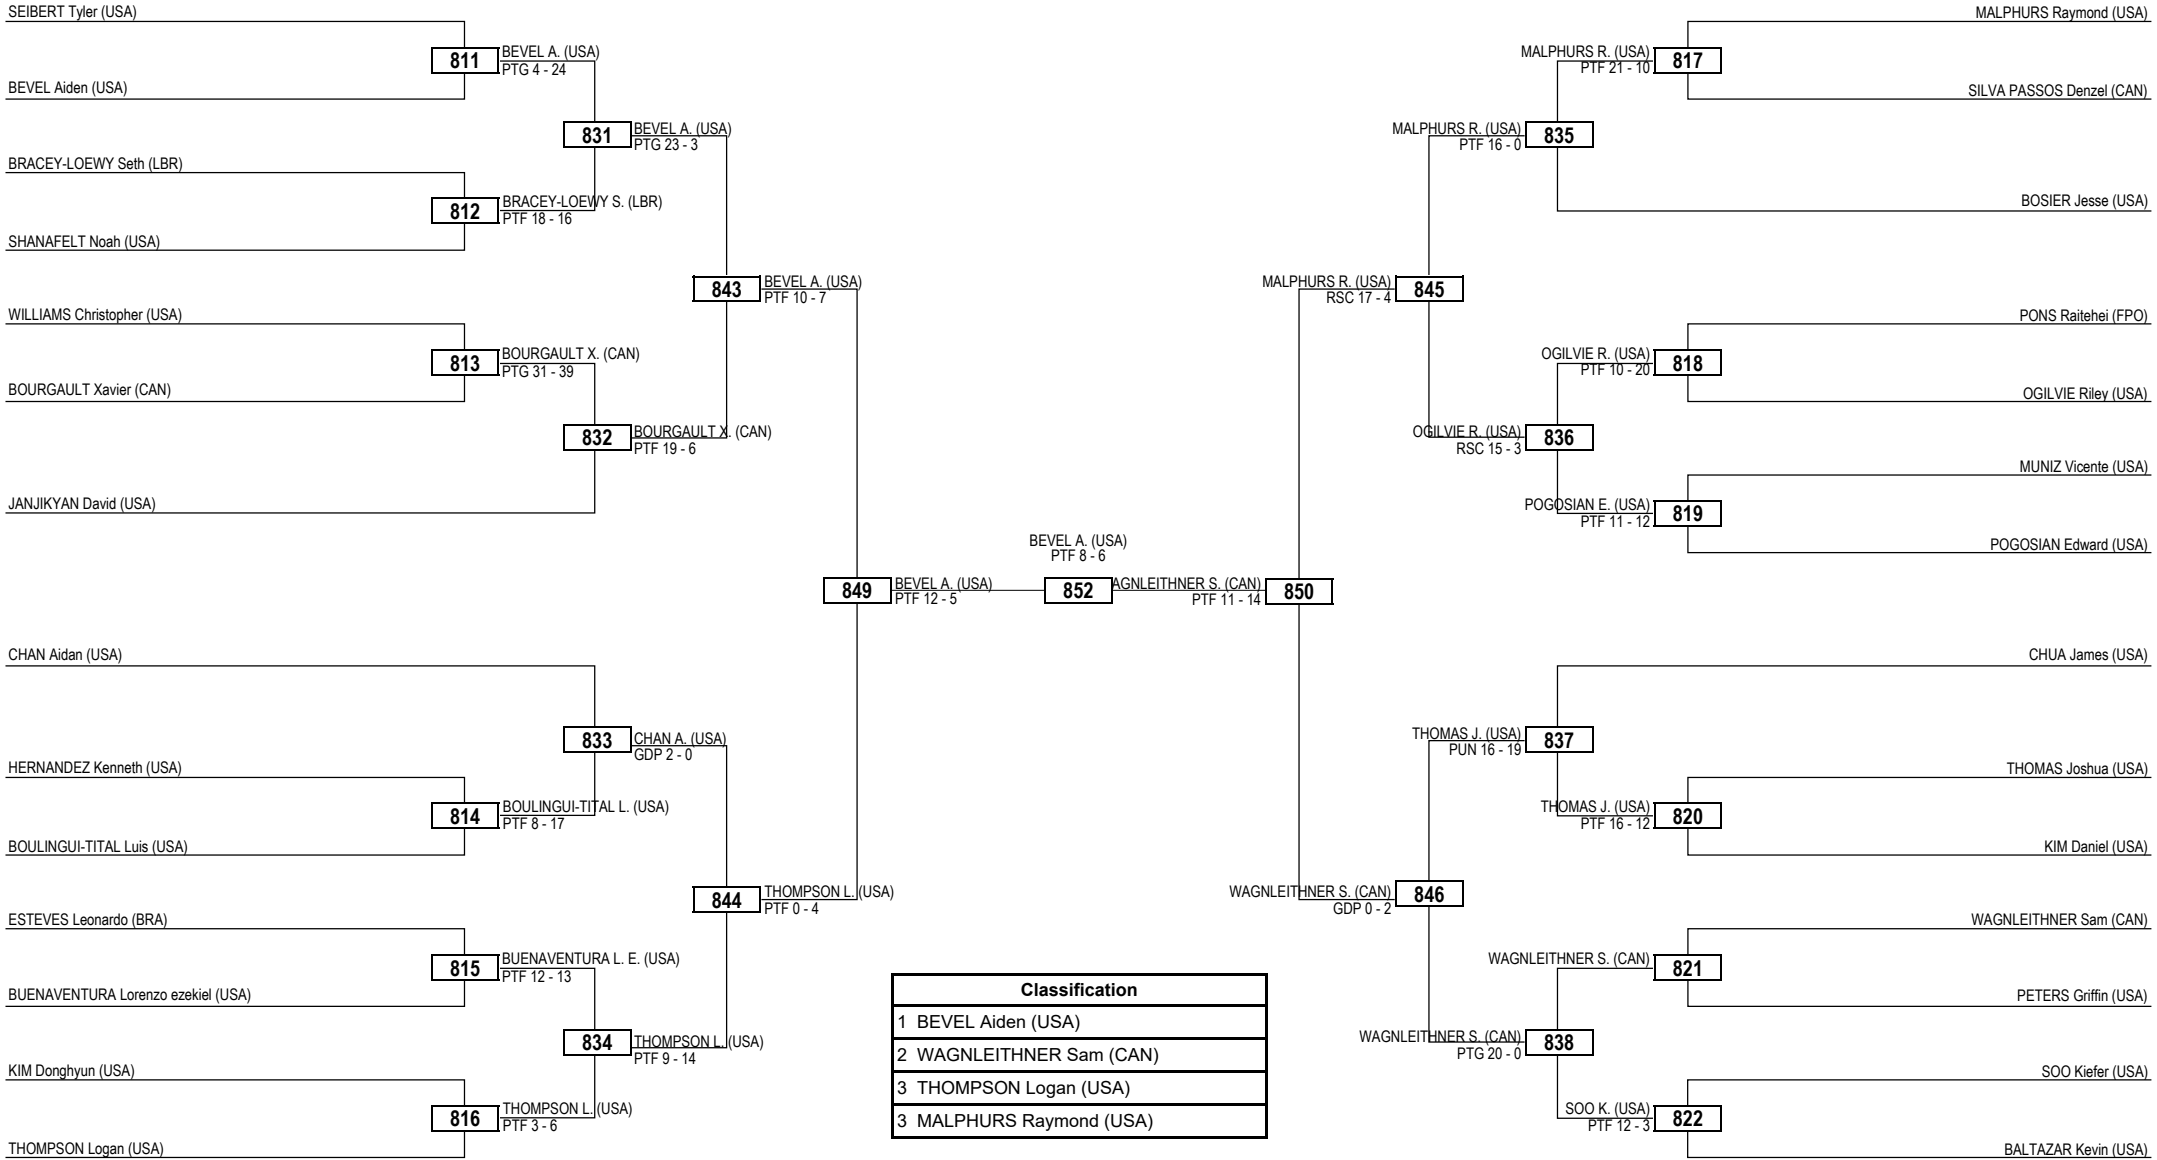 SEIBERT Tyler (USA)
811
BEVEL A. (USA)
PTG 4 - 24
BEVEL Aiden (USA)
831
BEVEL A. (USA)
PTG 23 - 3
BRACEY-LOEWY Seth (LBR)
812
BRACEY-LOEWY S. (LBR)
PTF 18 - 16
SHANAFELT Noah (USA)
843
BEVEL A. (USA)
PTF 10 - 7
WILLIAMS Christopher (USA)
813
BOURGAULT X. (CAN)
PTG 31 - 39
BOURGAULT Xavier (CAN)
832
BOURGAULT X. (CAN)
PTF 19 - 6
JANJIKYAN David (USA)
849
BEVEL A. (USA)
PTF 12 - 5
CHAN Aidan (USA)
833
CHAN A. (USA)
GDP 2 - 0
HERNANDEZ Kenneth (USA)
814
BOULINGUI-TITAL L. (USA)
PTF 8 - 17
BOULINGUI-TITAL Luis (USA)
844
THOMPSON L. (USA)
PTF 0 - 4
ESTEVES Leonardo (BRA)
815
BUENAVENTURA L. E. (USA)
PTF 12 - 13
BUENAVENTURA Lorenzo ezekiel (USA)
834
THOMPSON L. (USA)
PTF 9 - 14
KIM Donghyun (USA)
816
THOMPSON L. (USA)
PTF 3 - 6
THOMPSON Logan (USA)
BEVEL A. (USA)
PTF 8 - 6
852
AGNLEITHNER S. (CAN)
PTF 11 - 14
850
MALPHURS Raymond (USA)
MALPHURS R. (USA)
PTF 21 - 10
817
SILVA PASSOS Denzel (CAN)
MALPHURS R. (USA)
PTF 16 - 0
835
BOSIER Jesse (USA)
MALPHURS R. (USA)
RSC 17 - 4
845
PONS Raitehei (FPO)
OGILVIE R. (USA)
PTF 10 - 20
818
OGILVIE Riley (USA)
OGILVIE R. (USA)
RSC 15 - 3
836
MUNIZ Vicente (USA)
POGOSIAN E. (USA)
PTF 11 - 12
819
POGOSIAN Edward (USA)
CHUA James (USA)
THOMAS J. (USA)
PUN 16 - 19
837
THOMAS Joshua (USA)
THOMAS J. (USA)
PTF 16 - 12
820
KIM Daniel (USA)
WAGNLEITHNER S. (CAN)
GDP 0 - 2
846
WAGNLEITHNER Sam (CAN)
WAGNLEITHNER S. (CAN)
821
PETERS Griffin (USA)
WAGNLEITHNER S. (CAN)
PTG 20 - 0
838
SOO Kiefer (USA)
SOO K. (USA)
PTF 12 - 3
822
BALTAZAR Kevin (USA)
Classification
1 BEVEL Aiden (USA)
2 WAGNLEITHNER Sam (CAN)
3 THOMPSON Logan (USA)
3 MALPHURS Raymond (USA)